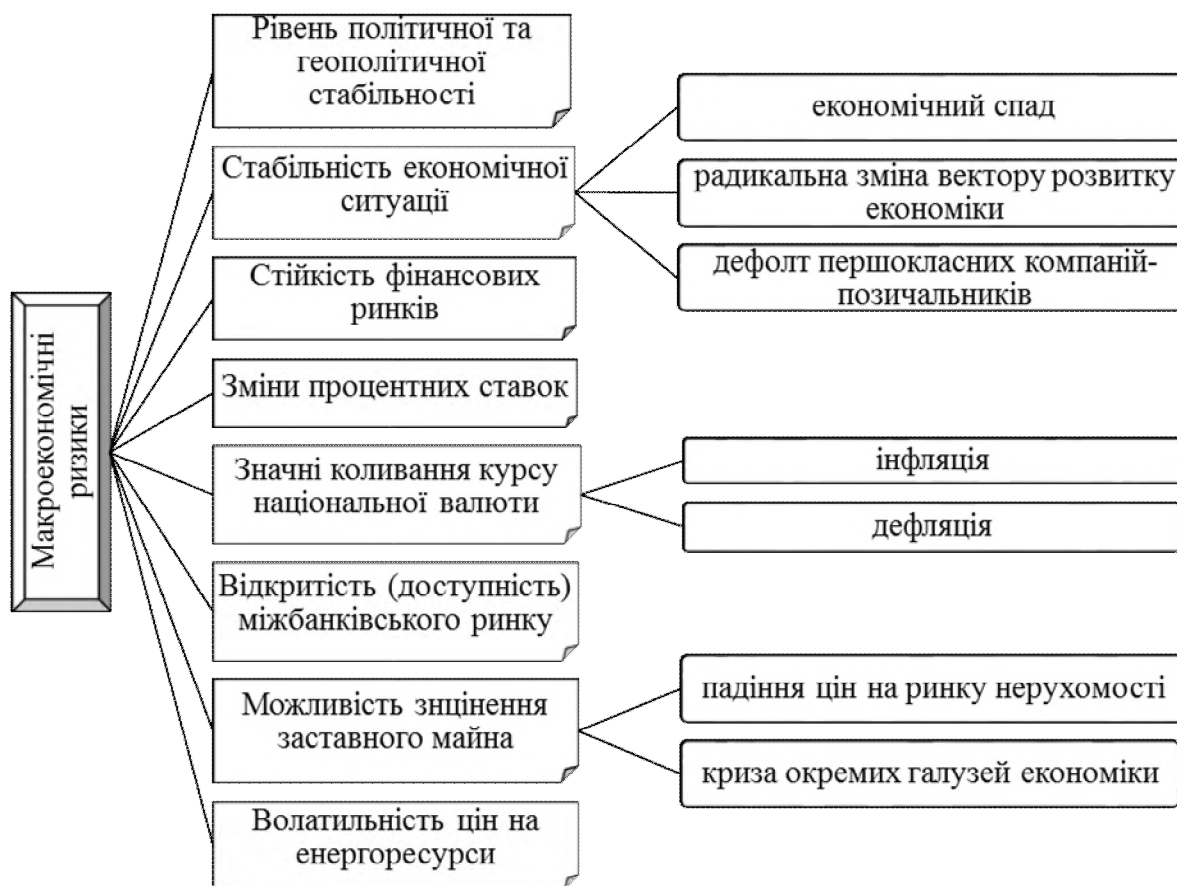 Макроекономічні
ризики
Рівень політичної та
геополітичної
стабільності
Стабільність економічної
ситуації
економічний спад
радикальна зміна вектору розвитку
економіки
дефолт першокласних компаній-
позичальників
Стійкість фінансових
ринків
Зміни процентних ставок
Значні коливання курсу
національної валюти
інфляція
дефляція
Відкритість (доступність)
міжбанківського ринку
Можливість знцінення
заставного майна
падіння цін на ринку нерухомості
криза окремих галузей економіки
Волатильність цін на
енергоресурси